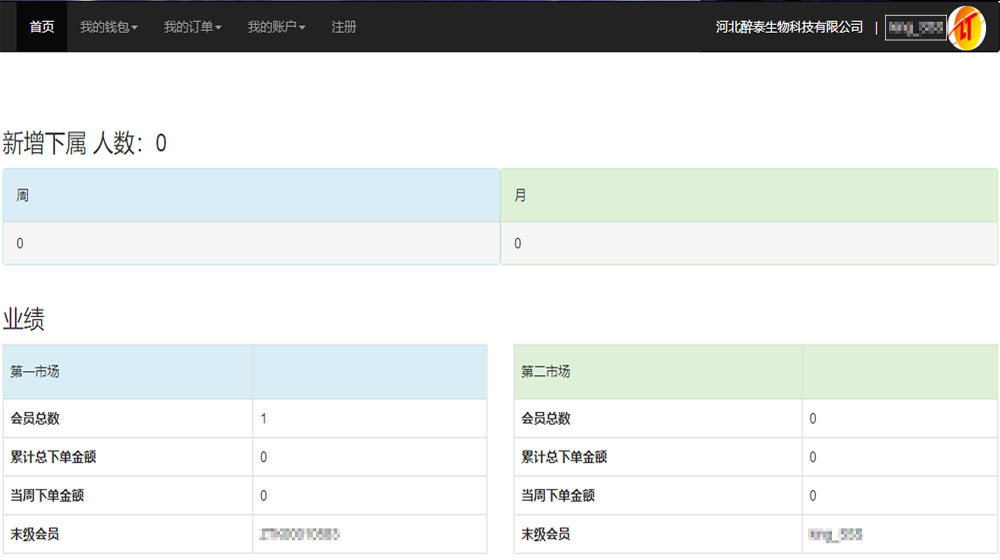 首页 我的钱包 我的订单 我的账户 注册 河北醉泰生物科技有限公司 |
新增下属 人数：0
周 月
0 0
业绩
第一市场 第二市场
会员总数 1 会员总数 0
累计总下单金额 0 累计总下单金额 0
当周下单金额 0 当周下单金额 0
末级会员 末级会员